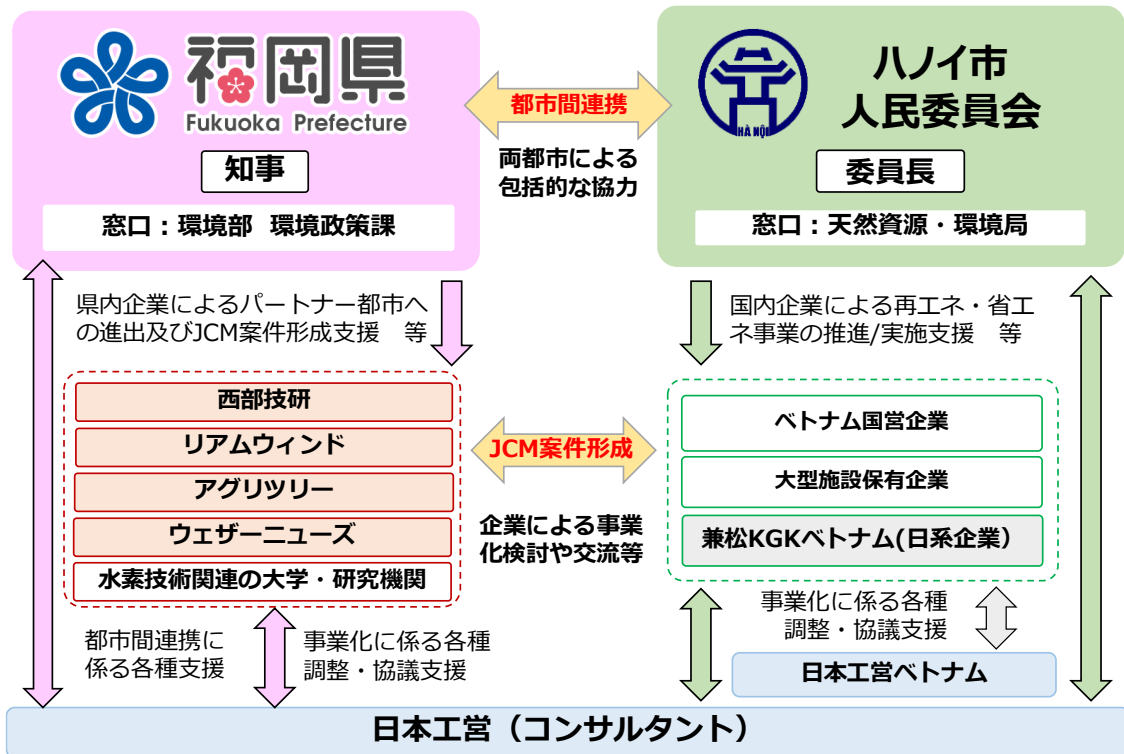 福岡県
Fukuoka Prefecture
知事
窓口：環境部 環境政策課
都市間連携
両都市による
包括的な協力
HÀ NỘI
ハノイ市
人民委員会
委員長
窓口：天然資源・環境局
県内企業によるパートナー都市へ
の進出及びJCM案件形成支援　等
国内企業による再エネ・省エ
ネ事業の推進/実施支援　等
西部技研
リアムウィンド
アグリツリー
ウェザーニューズ
水素技術関連の大学・研究機関
JCM案件形成
企業による事業
化検討や交流等
ベトナム国営企業
大型施設保有企業
兼松KGKベトナム(日系企業）
都市間連携に
係る各種支援
事業化に係る各種
調整・協議支援
事業化に係る各種
調整・協議支援
日本工営ベトナム
日本工営（コンサルタント）